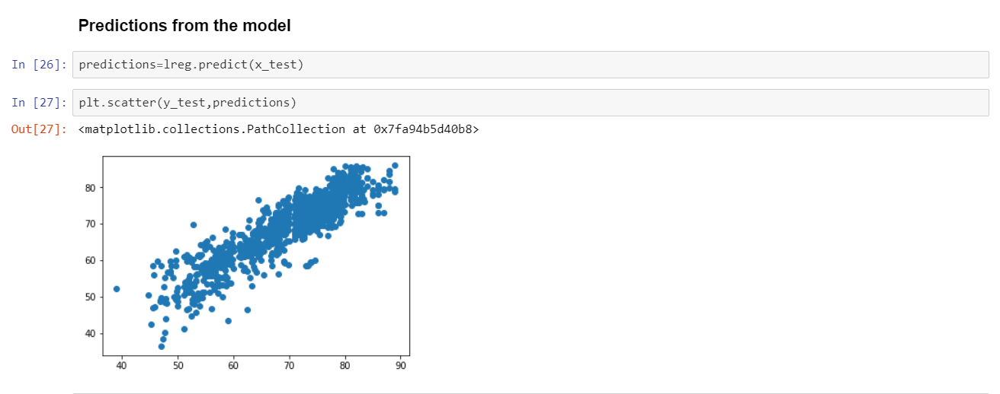 Predictions from the model
In [26]: predictions=lreg.predict(x_test)
In [27]: plt.scatter(y_test,predictions)
Out[27]: <matplotlib.collections.PathCollection at 0x7fa94b5d40b8>
80
70
60
50
40
40 50 60 70 80 90